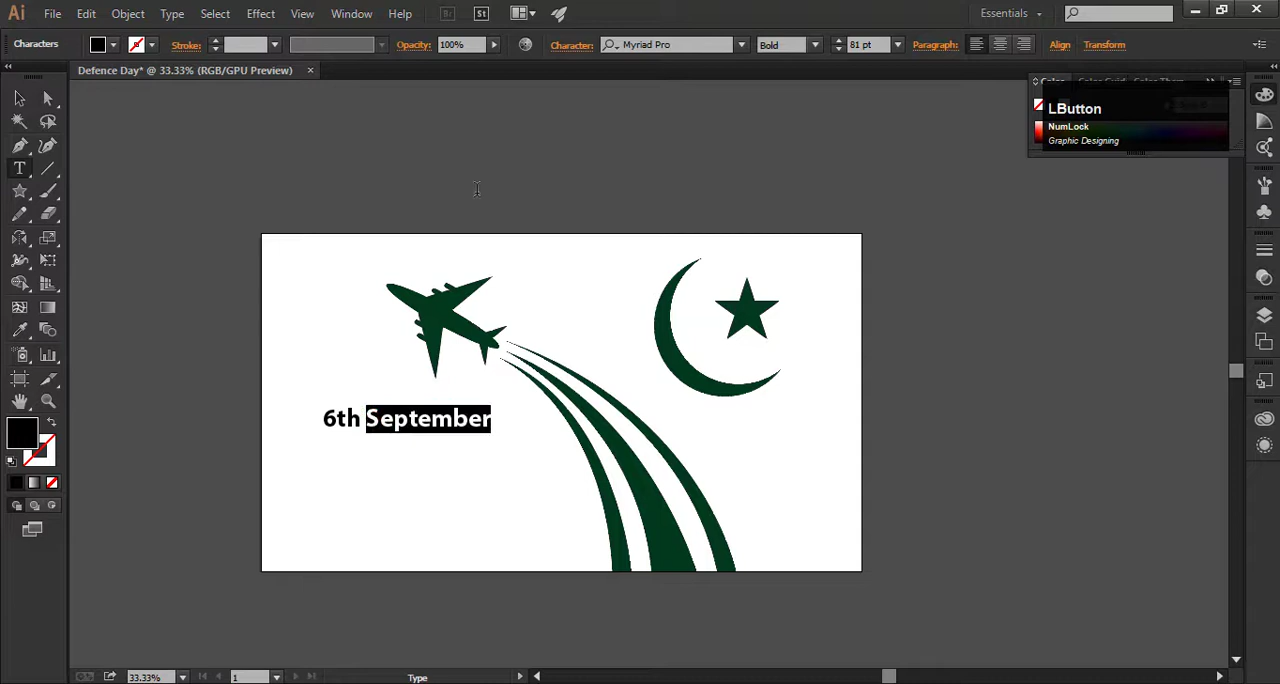 Ai File Edit Object Type Select Effect View Window Help Br St Essentials
Characters Stroke: Opacity: 100% Character: Myriad Pro Bold 81 pt Paragraph: Align Transform
Defence Day* @ 33.33% (RGB/GPU Preview) ×
LButton
NumLock
Graphic Designing
T
6th September
33.33% 1 Type